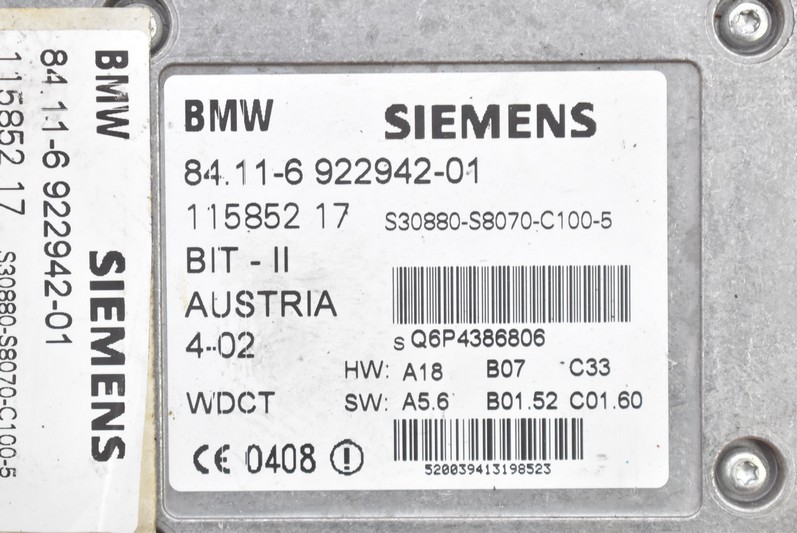 BMW SIEMENS
84.11-6 922942-01
115852 17 S30880-S8070-C100-5
BIT - II
AUSTRIA
4-02 S Q6P4386806
HW: A18 B07 C33
WDCT SW: A5.6 B01.52 C01.60
CE 0408
520039413198523
BMW SIEMENS
84.11-6 922942-01
115852 17 S30880-S8070-C100-5